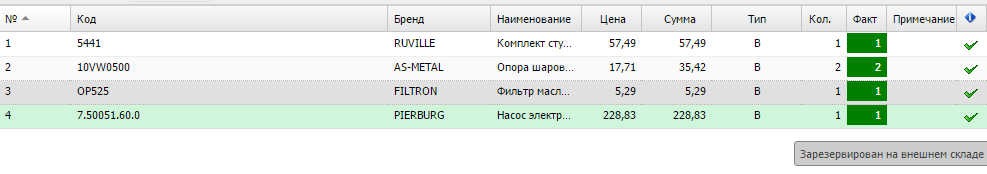 № Код Бренд Наименование Цена Сумма Тип Кол. Факт Примечание
1 5441 RUVILLE Комплект сту... 57,49 57,49 В 1 1
2 10VW0500 AS-METAL Опора шаров... 17,71 35,42 В 2 2
3 OP525 FILTRON Фильтр масл... 5,29 5,29 В 1 1
4 7.50051.60.0 PIERBURG Насос электр... 228,83 228,83 В 1 1
Зарезервирован на внешнем складе